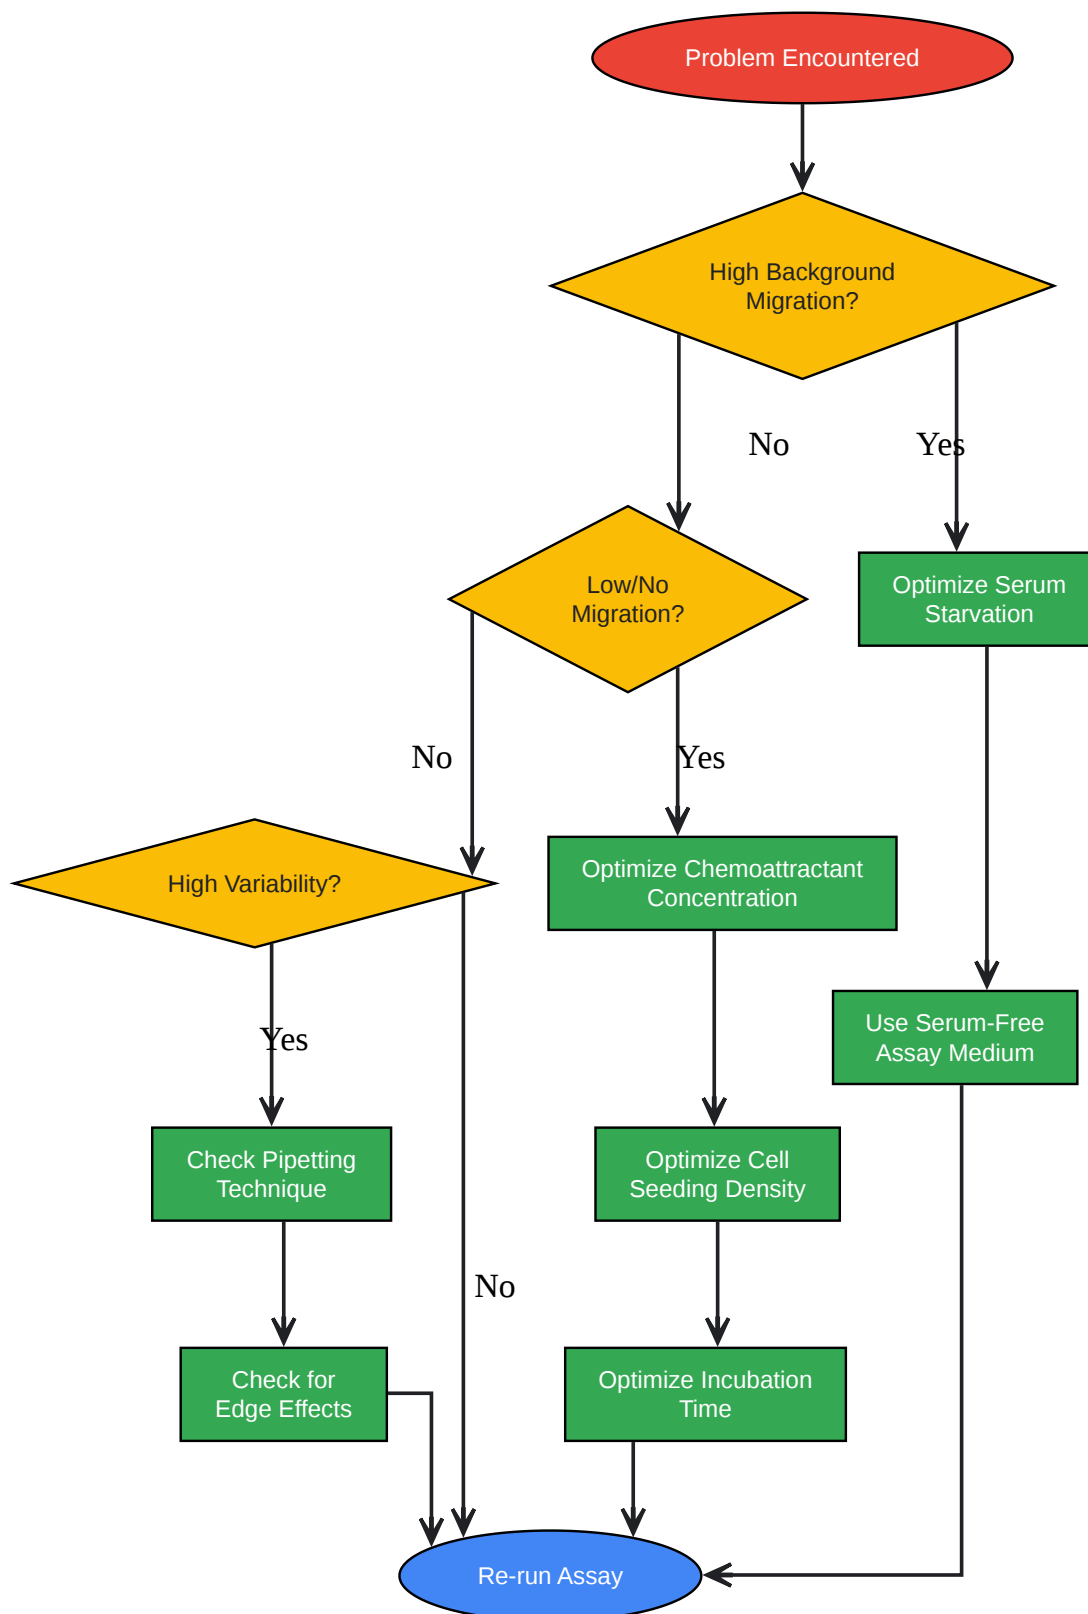 Problem Encountered
High Background
Migration?
No
Yes
Low/No
Migration?
Optimize Serum
Starvation
No
Yes
High Variability?
Optimize Chemoattractant
Concentration
Use Serum-Free
Assay Medium
Yes
Check Pipetting
Technique
Optimize Cell
Seeding Density
No
Check for
Edge Effects
Optimize Incubation
Time
Re-run Assay